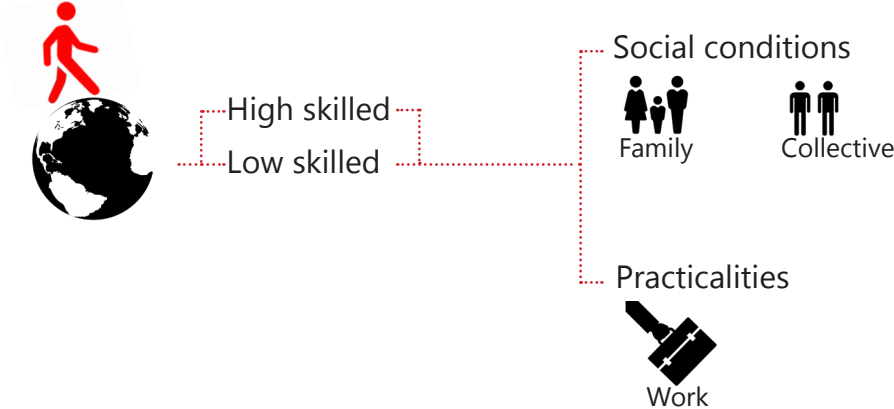 High skilled
Low skilled
Social conditions
Family
Collective
Practicalities
Work